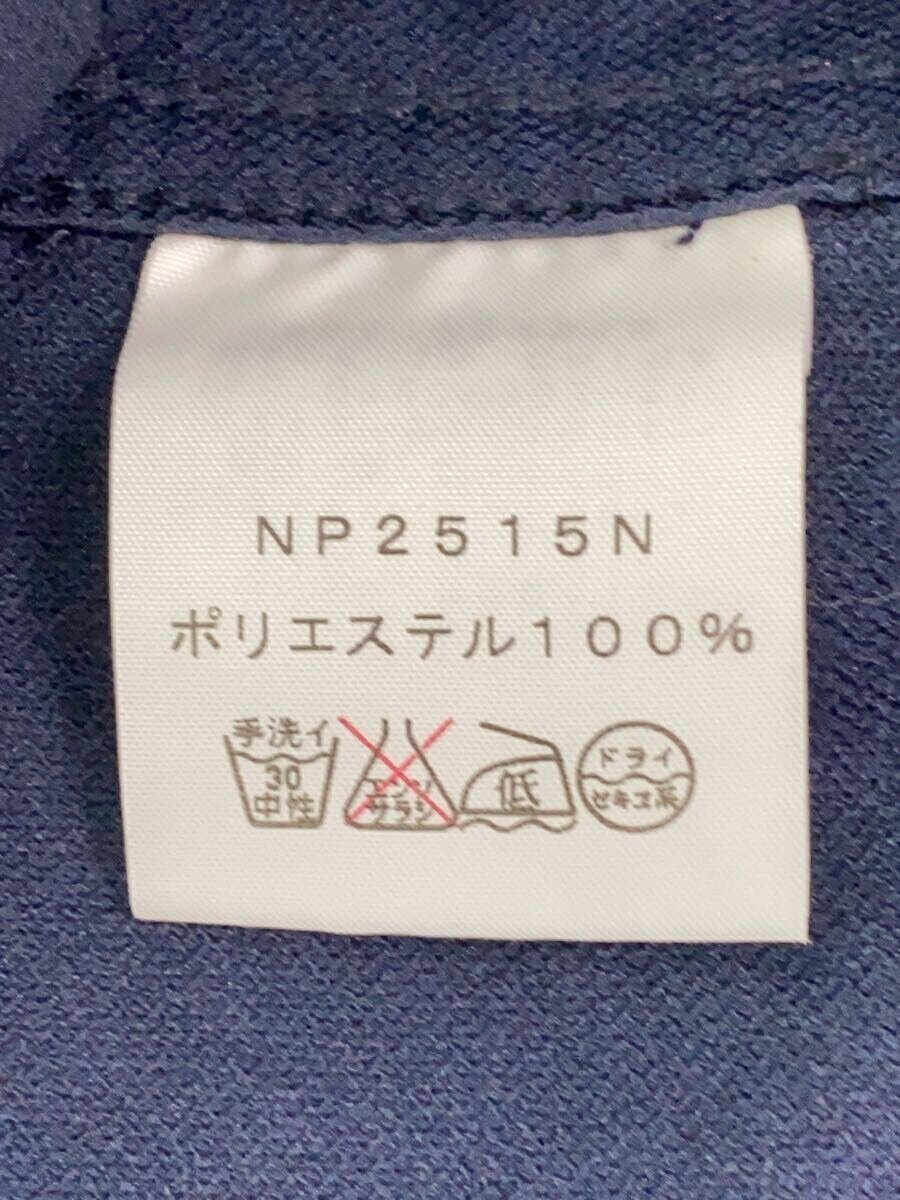 NP2515N
ポリエステル100%
手洗イ
30
中性
エンソ
サラシ
低
ドライ
セキユ系